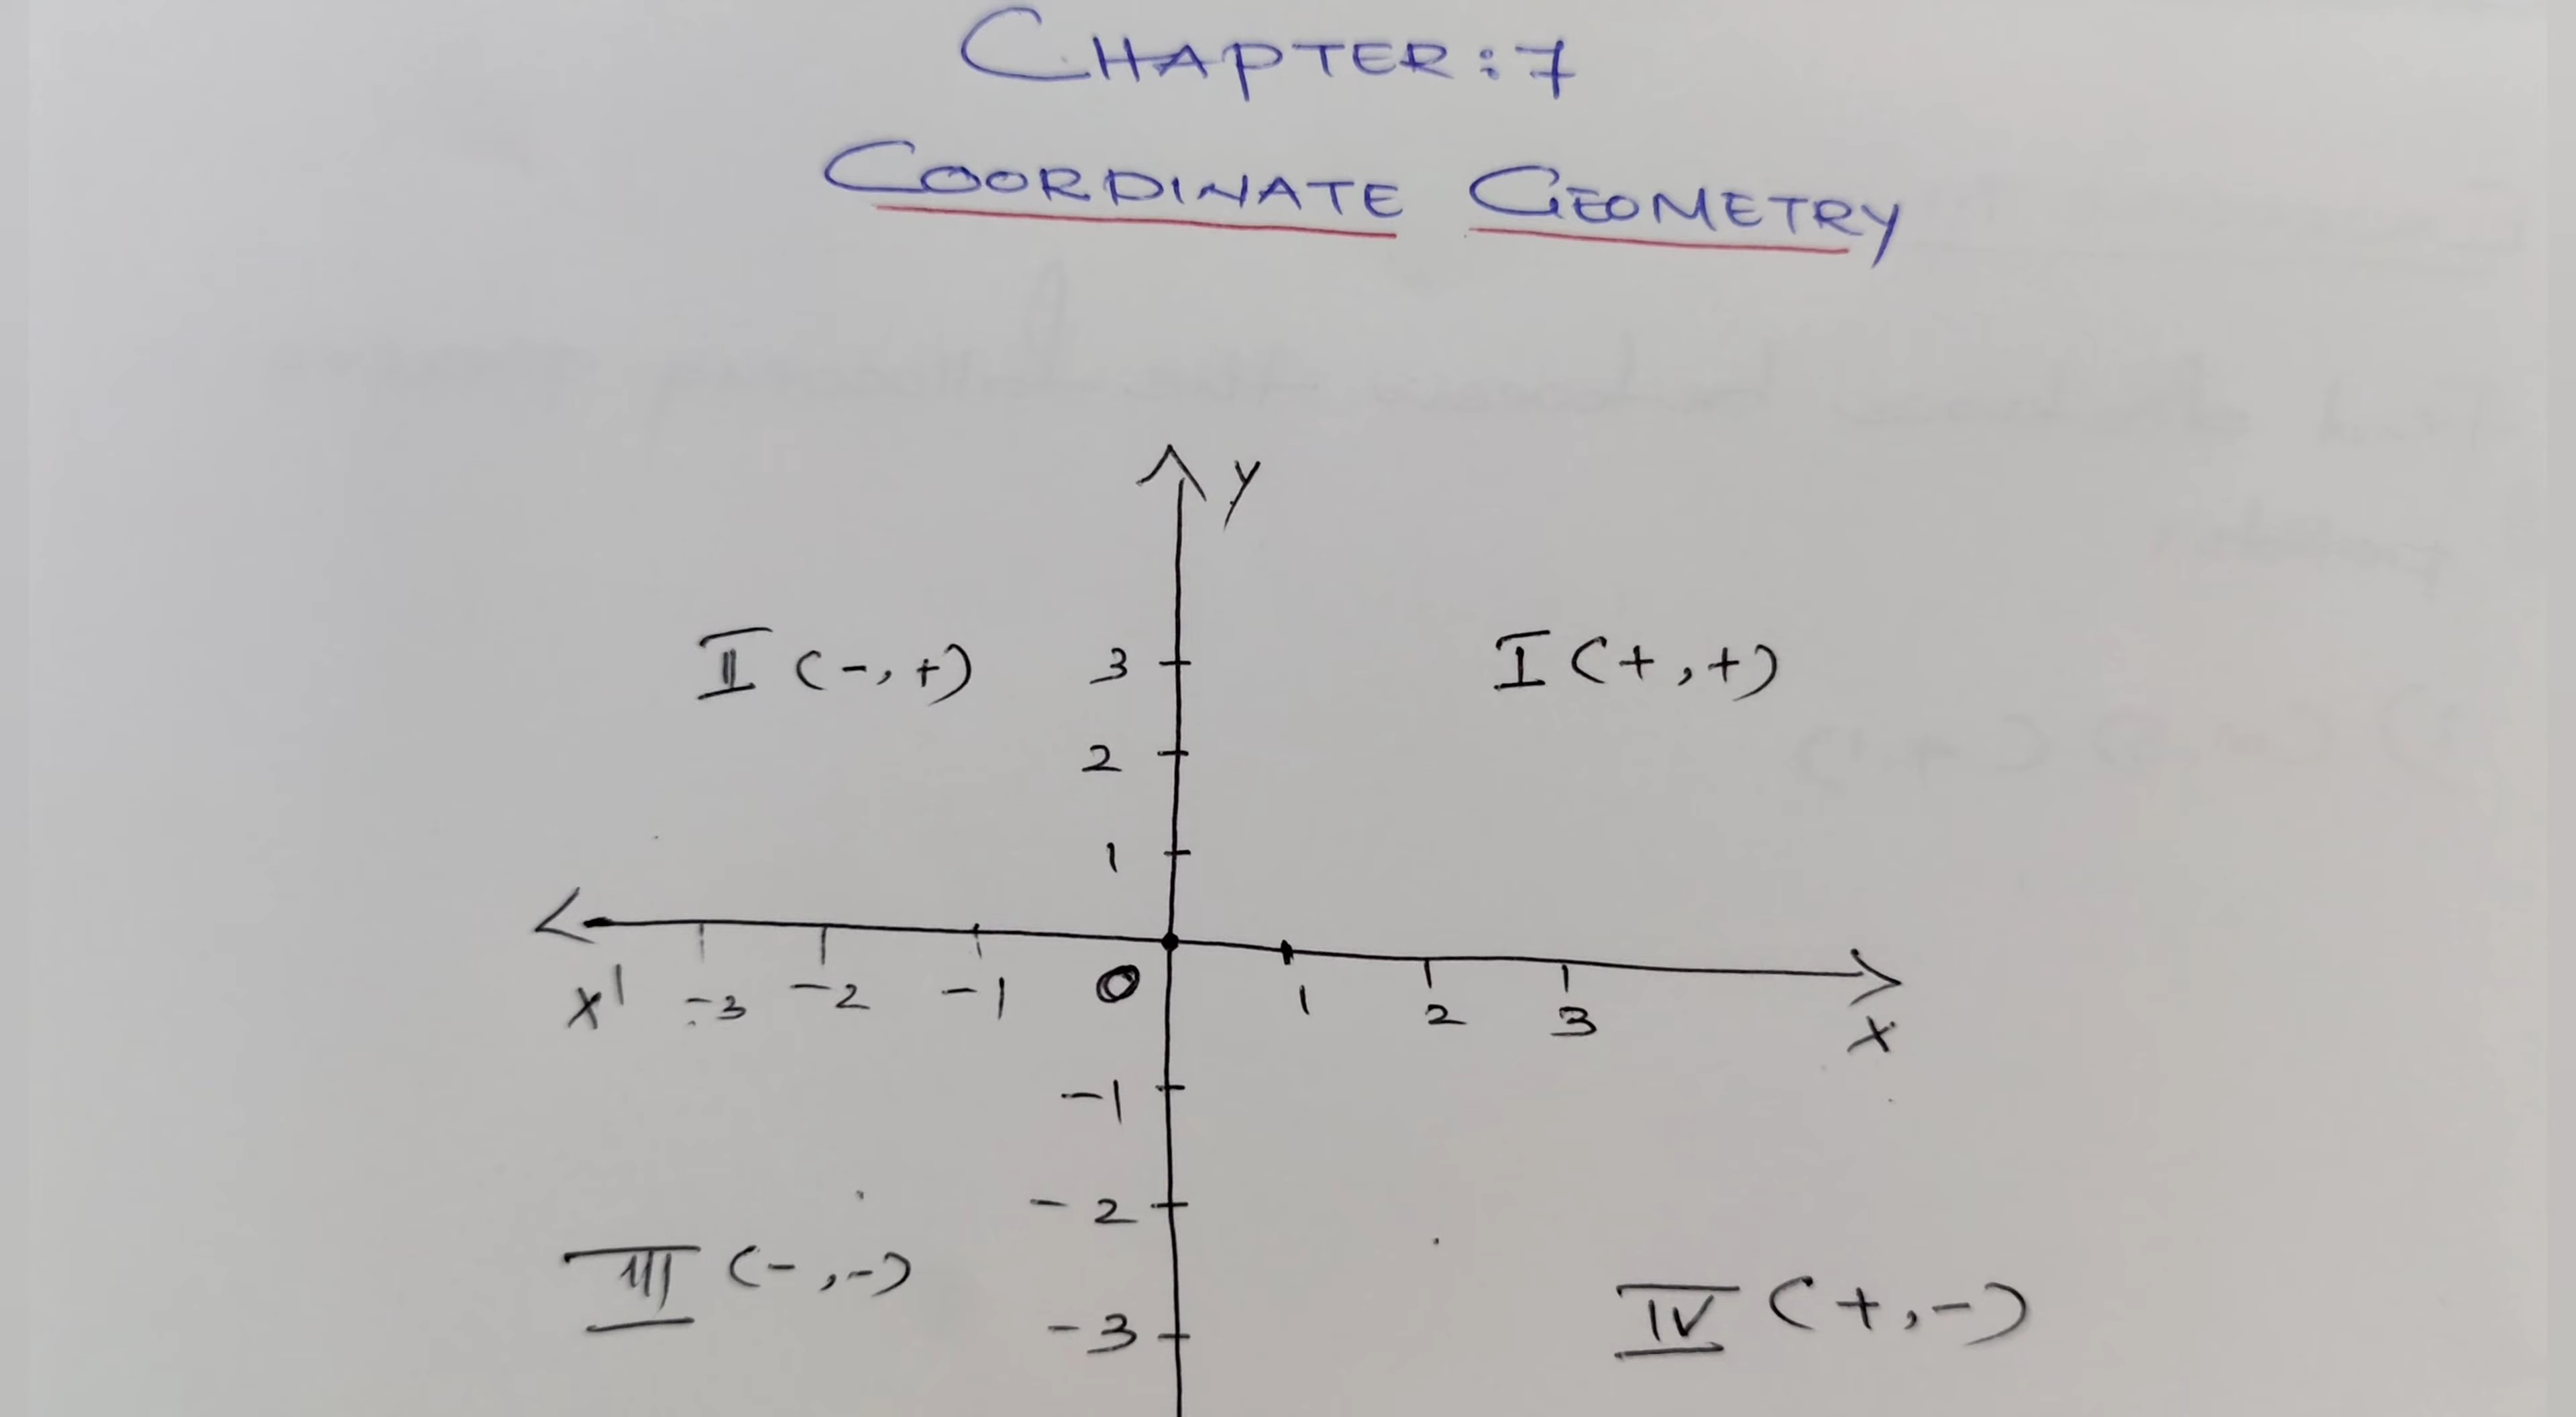 CHAPTER: 7
COORDINATE GEOMETRY
y
II (-, +)
I (+, +)
3
2
1
x'
-3
-2
-1
O
1
2
3
x
-1
-2
III (-, -)
IV (+, -)
-3